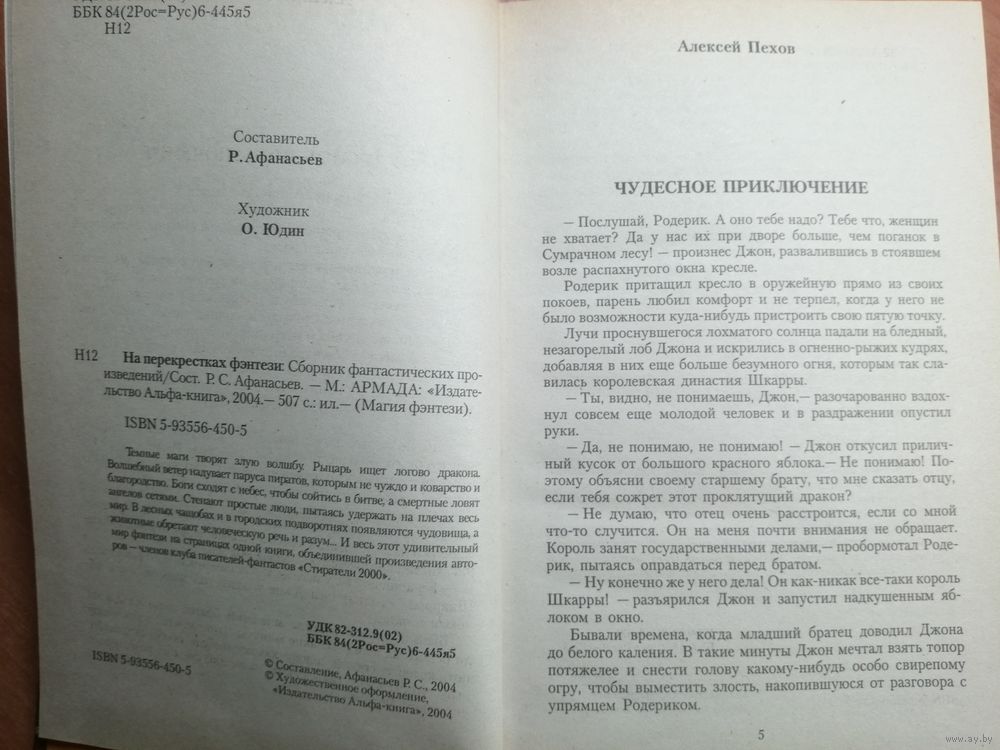 ББК 84(2Рос=Рус)6-445я5
Н12
Составитель
Р. Афанасьев
Художник
О. Юдин
Н12 На перекрестках фэнтези: Сборник фантастических про-
изведений/Сост. Р. С. Афанасьев. — М.: АРМАДА: «Издате-
льство Альфа-книга», 2004.— 507 с.: ил.— (Магия фэнтези).
ISBN 5-93556-450-5
Темные маги творят злую волшбу. Рыцарь ищет логово дракона.
Волшебный ветер надувает паруса пиратов, которым не чуждо и коварство и
благородство. Боги сходят с небес, чтобы сойтись в битве, а смертные ловят
ангелов сетями. Стенают простые люди, пытаясь удержать на плечах весь
мир. В лесных чащобах и в городских подворотнях появляются чудовища, а
животные обретают человеческую речь и разум... И весь этот удивительный
мир фэнтези на страницах одной книги, объединившей произведения авто-
ров — членов клуба писателей-фантастов «Стиратели 2000».
УДК 82-312.9(02)
ББК 84(2Рос=Рус)6-445я5
ISBN 5-93556-450-5
© Составление, Афанасьев Р. С., 2004
© Художественное оформление,
«Издательство Альфа-книга», 2004
Алексей Пехов
ЧУДЕСНОЕ ПРИКЛЮЧЕНИЕ
— Послушай, Родерик. А оно тебе надо? Тебе что, женщин
не хватает? Да у нас их при дворе больше, чем поганок в
Сумрачном лесу! — произнес Джон, развалившись в стоявшем
возле распахнутого окна кресле.
Родерик притащил кресло в оружейную прямо из своих
покоев, парень любил комфорт и не терпел, когда у него не
было возможности куда-нибудь пристроить свою пятую точку.
Лучи проснувшегося лохматого солнца падали на бледный,
незагорелый лоб Джона и искрились в огненно-рыжих кудрях,
добавляя в них еще больше безумного огня, которым так сла-
вилась королевская династия Шкарры.
— Ты, видно, не понимаешь, Джон,— разочарованно вздох-
нул совсем еще молодой человек и в раздражении опустил
руки.
— Да, не понимаю, не понимаю! — Джон откусил прилич-
ный кусок от большого красного яблока.— Не понимаю! По-
этому объясни своему старшему брату, что мне сказать отцу,
если тебя сожрет этот проклятущий дракон?
— Не думаю, что отец очень расстроится, если со мной
что-то случится. Он на меня почти внимания не обращает.
Король занят государственными делами,— пробормотал Роде-
рик, пытаясь оправдаться перед братом.
— Ну конечно же у него дела! Он как-никак все-таки король
Шкарры! — разъярился Джон и запустил надкушенным яб-
локом в окно.
Бывали времена, когда младший братец доводил Джона
до белого каления. В такие минуты Джон мечтал взять топор
потяжелее и снести голову какому-нибудь особо свирепому
огру, чтобы выместить злость, накопившуюся от разговора с
упрямцем Родериком.
5
www.ay.by